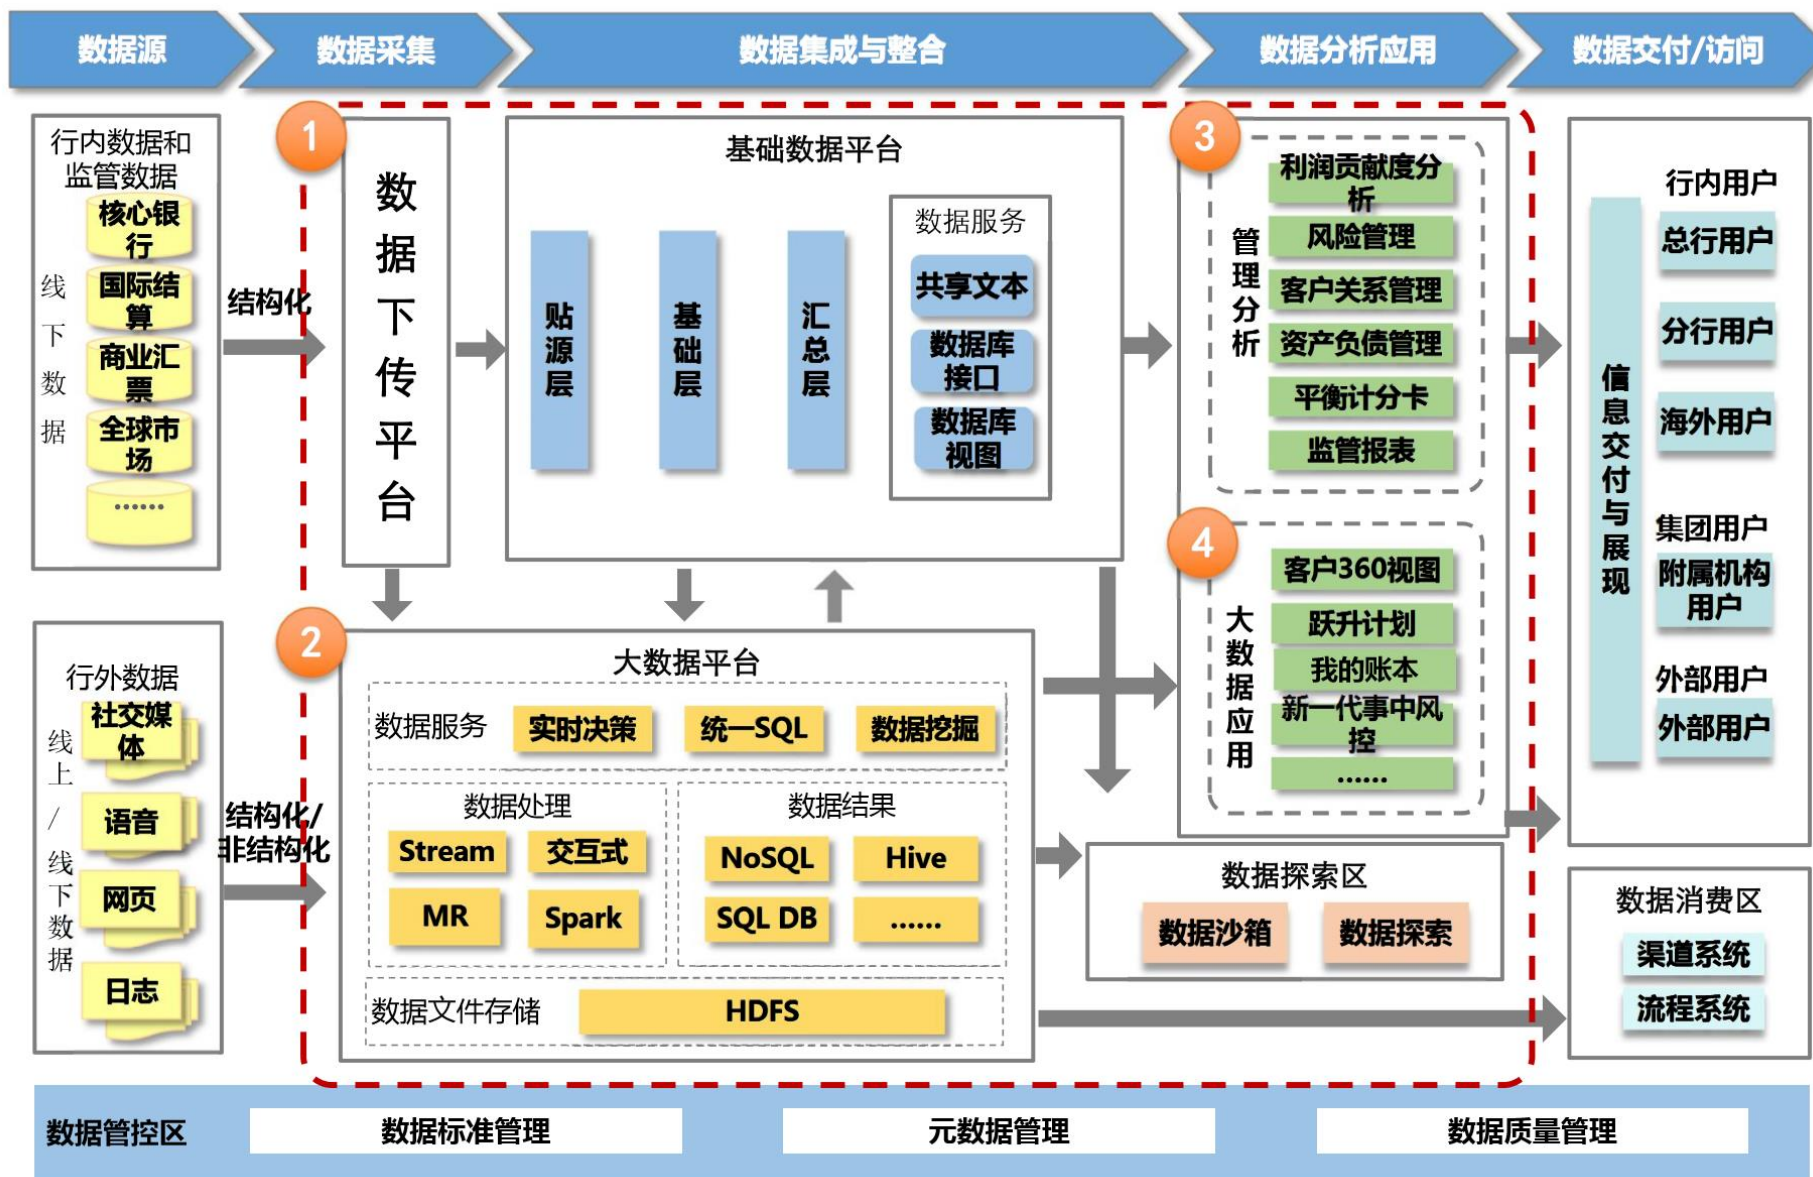 数据源
数据采集
数据集成与整合
数据分析应用
数据交付/访问
行内数据和
监管数据
线下数据
核心银
行
国际结
算
商业汇
票
全球市
场
......
结构化
1
数据下传平台
基础数据平台
贴源层
基础层
汇总层
数据服务
共享文本
数据库
接口
数据库
视图
3
管理分析
利润贡献度分
析
风险管理
客户关系管理
资产负债管理
平衡计分卡
监管报表
4
大数据应用
客户360视图
跃升计划
我的账本
新一代事中风
控
......
信息交付与展现
行内用户
总行用户
分行用户
海外用户
集团用户
附属机构
用户
外部用户
外部用户
行外数据
线上/线下数据
社交媒
体
语音
网页
日志
结构化/
非结构化
2
大数据平台
数据服务
实时决策
统一SQL
数据挖掘
数据处理
Stream
交互式
MR
Spark
数据结果
NoSQL
Hive
SQL DB
......
数据文件存储
HDFS
数据探索区
数据沙箱
数据探索
数据消费区
渠道系统
流程系统
数据管控区
数据标准管理
元数据管理
数据质量管理